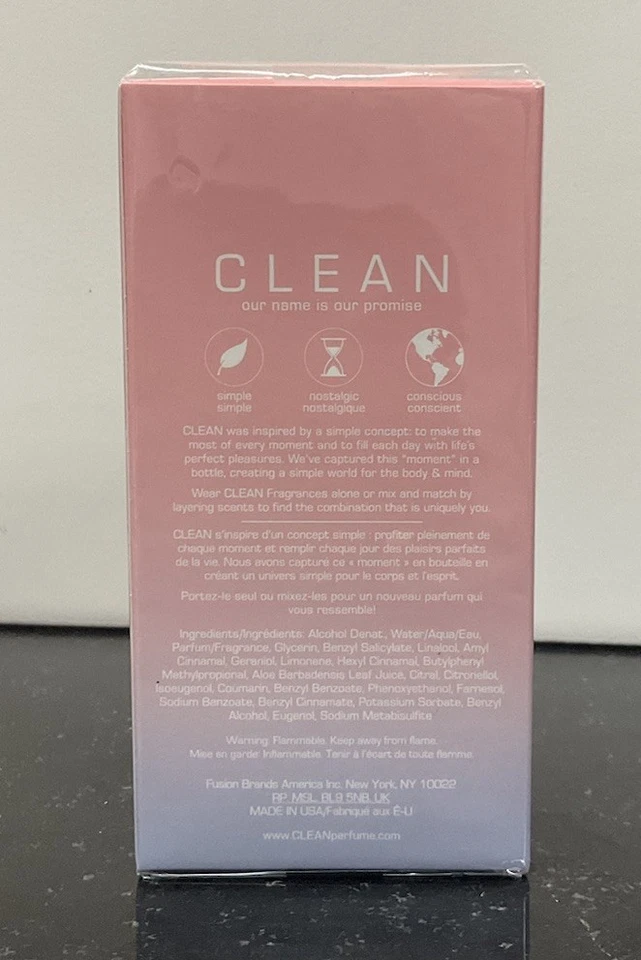 CLEAN
our name is our promise
simple nostalgic conscious
simple nostalgique conscient
CLEAN was inspired by a simple concept: to make the
most of every moment and to fill each day with life's
perfect pleasures. We've captured this "moment" in a
bottle, creating a simple world for the body & mind.
Wear CLEAN Fragrances alone or mix and match by
layering scents to find the combination that is uniquely you.
CLEAN s'inspire d'un concept simple : profiter pleinement de
chaque moment et remplir chaque jour des plaisirs parfaits
de la vie. Nous avons capturé ce « moment » en bouteille en
créant un univers simple pour le corps et l'esprit.
Portez-le seul ou mixez-les pour un nouveau parfum qui
vous ressemble!
Ingredients/Ingrédients: Alcohol Denat., Water/Aqua/Eau,
Parfum/Fragrance, Glycerin, Benzyl Salicylate, Linalool, Amyl
Cinnamal, Geraniol, Limonene, Hexyl Cinnamal, Butylphenyl
Methylpropional, Aloe Barbadensis Leaf Juice, Citral, Citronellol,
Isoeugenol, Coumarin, Benzyl Benzoate, Phenoxyethanol, Farnesol,
Sodium Benzoate, Benzyl Cinnamate, Potassium Sorbate, Benzyl
Alcohol, Eugenol, Sodium Metabisulfite
Warning: Flammable. Keep away from flame.
Mise en garde: Inflammable. Tenir à l'écart de toute flamme.
Fusion Brands America Inc. New York, NY 10022
RP: MSL, BL9 5NB, UK
MADE IN USA/Fabriqué aux É-U
www.CLEANperfume.com